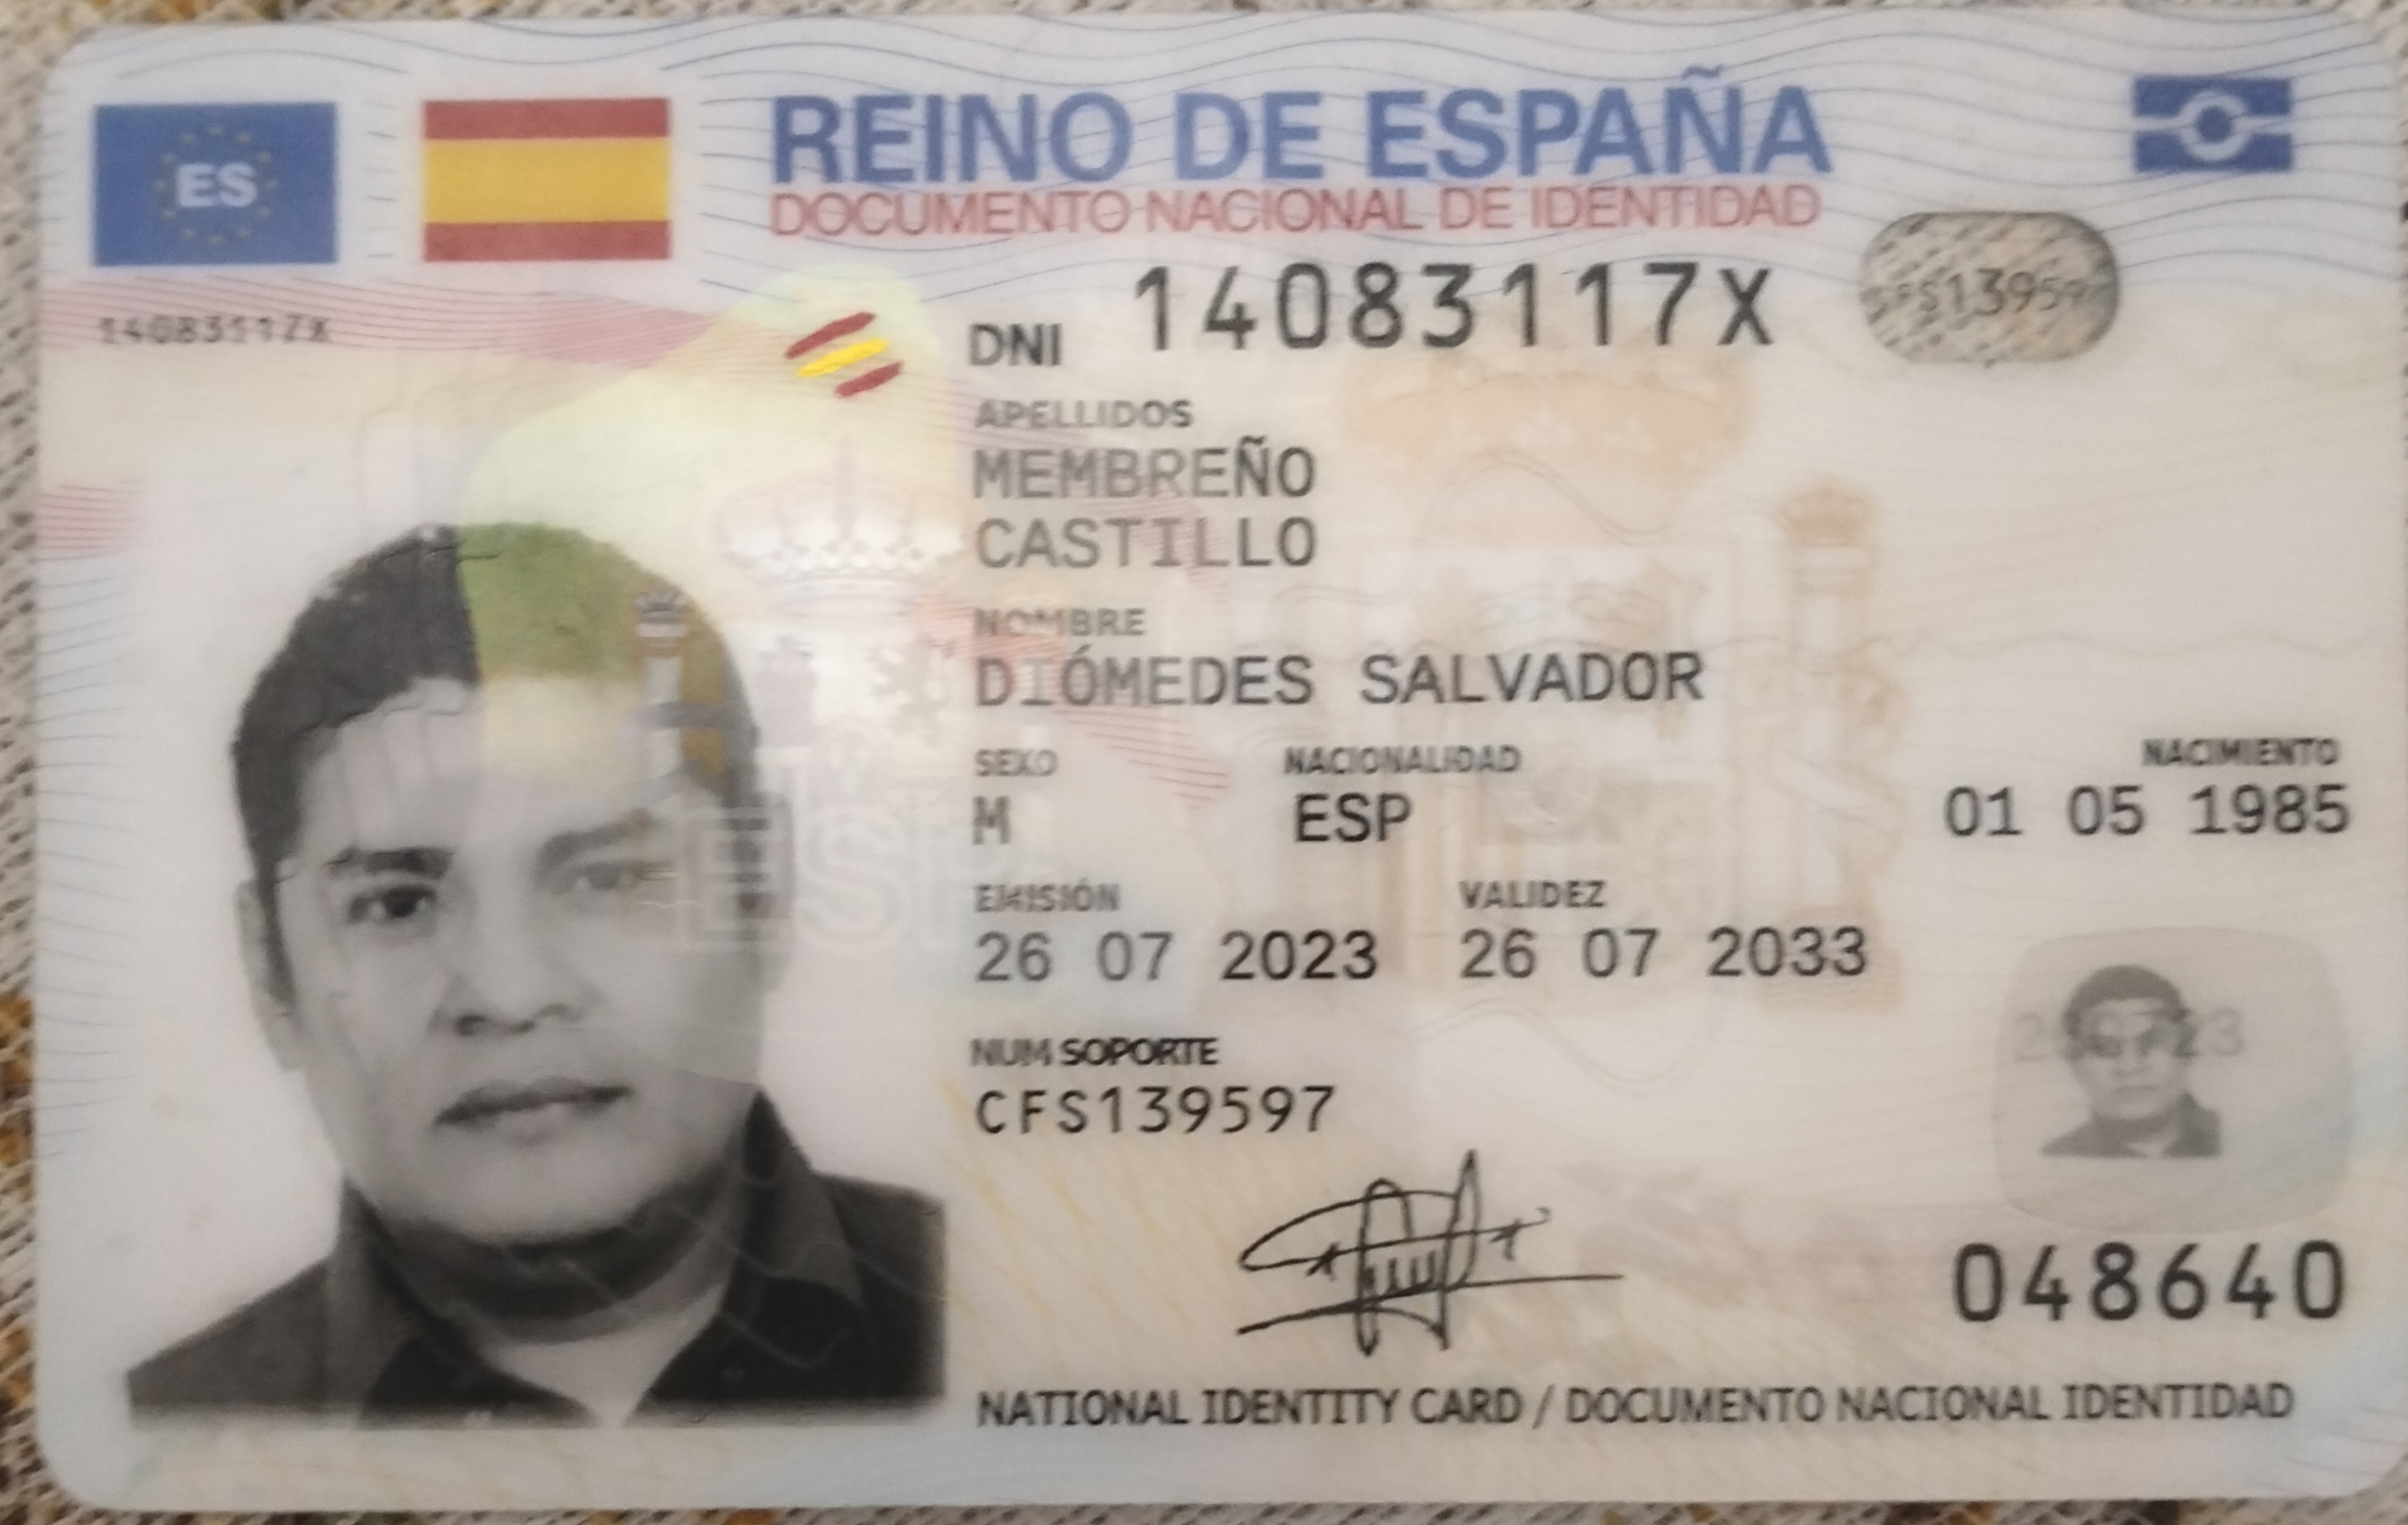 ES
REINO DE ESPAÑA
DOCUMENTO NACIONAL DE IDENTIDAD
14083117X
DNI 14083117X
APELLIDOS
MEMBREÑO
CASTILLO
NOMBRE
DIÓMEDES SALVADOR
SEXO NACIONALIDAD NACIMIENTO
M ESP 01 05 1985
EMISIÓN VALIDEZ
26 07 2023 26 07 2033
NUM SOPORTE
CFS139597
048640
NATIONAL IDENTITY CARD / DOCUMENTO NACIONAL IDENTIDAD